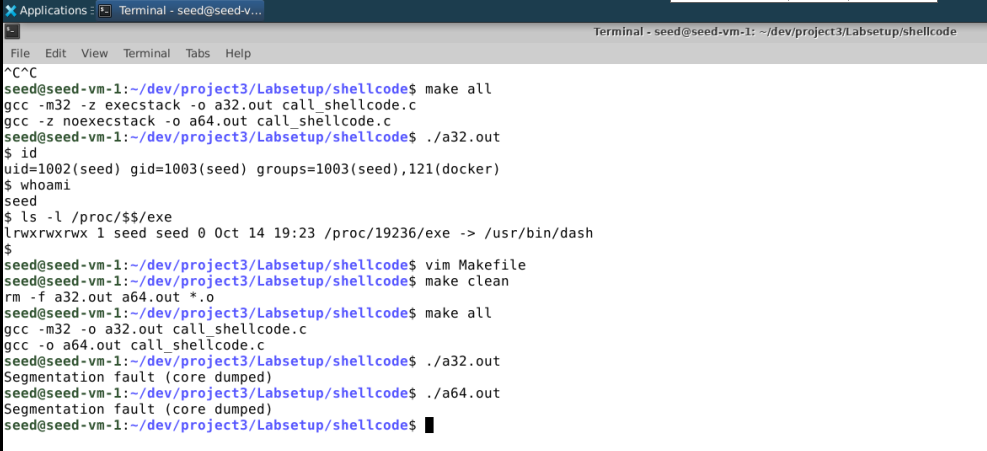 Applications
Terminal - seed@seed-v...
Terminal - seed@seed-vm-1: ~/dev/project3/Labsetup/shellcode
File Edit View Terminal Tabs Help
^C^C
seed@seed-vm-1:~/dev/project3/Labsetup/shellcode$ make all
gcc -m32 -z execstack -o a32.out call_shellcode.c
gcc -z noexecstack -o a64.out call_shellcode.c
seed@seed-vm-1:~/dev/project3/Labsetup/shellcode$ ./a32.out
$ id
uid=1002(seed) gid=1003(seed) groups=1003(seed),121(docker)
$ whoami
seed
$ ls -l /proc/$$/exe
lrwxrwxrwx 1 seed seed 0 Oct 14 19:23 /proc/19236/exe -> /usr/bin/dash
$
seed@seed-vm-1:~/dev/project3/Labsetup/shellcode$ vim Makefile
seed@seed-vm-1:~/dev/project3/Labsetup/shellcode$ make clean
rm -f a32.out a64.out *.o
seed@seed-vm-1:~/dev/project3/Labsetup/shellcode$ make all
gcc -m32 -o a32.out call_shellcode.c
gcc -o a64.out call_shellcode.c
seed@seed-vm-1:~/dev/project3/Labsetup/shellcode$ ./a32.out
Segmentation fault (core dumped)
seed@seed-vm-1:~/dev/project3/Labsetup/shellcode$ ./a64.out
Segmentation fault (core dumped)
seed@seed-vm-1:~/dev/project3/Labsetup/shellcode$